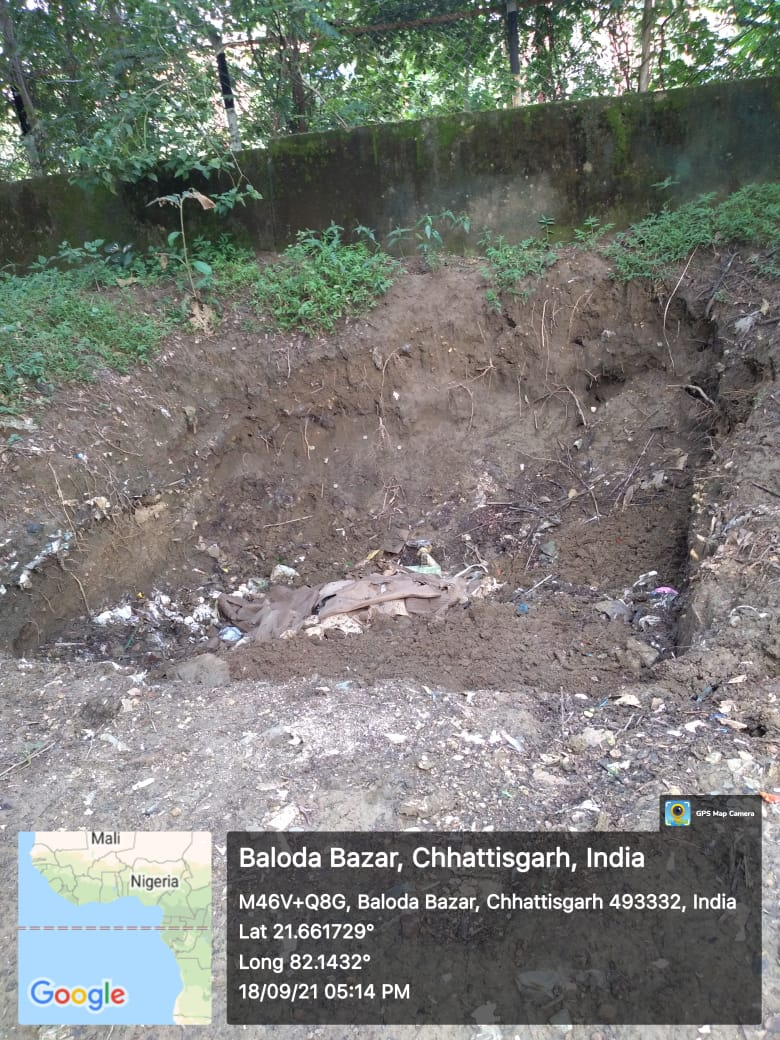 GPS Map Camera
Mali
Nigeria
Google
Baloda Bazar, Chhattisgarh, India
M46V+Q8G, Baloda Bazar, Chhattisgarh 493332, India
Lat 21.661729°
Long 82.1432°
18/09/21 05:14 PM